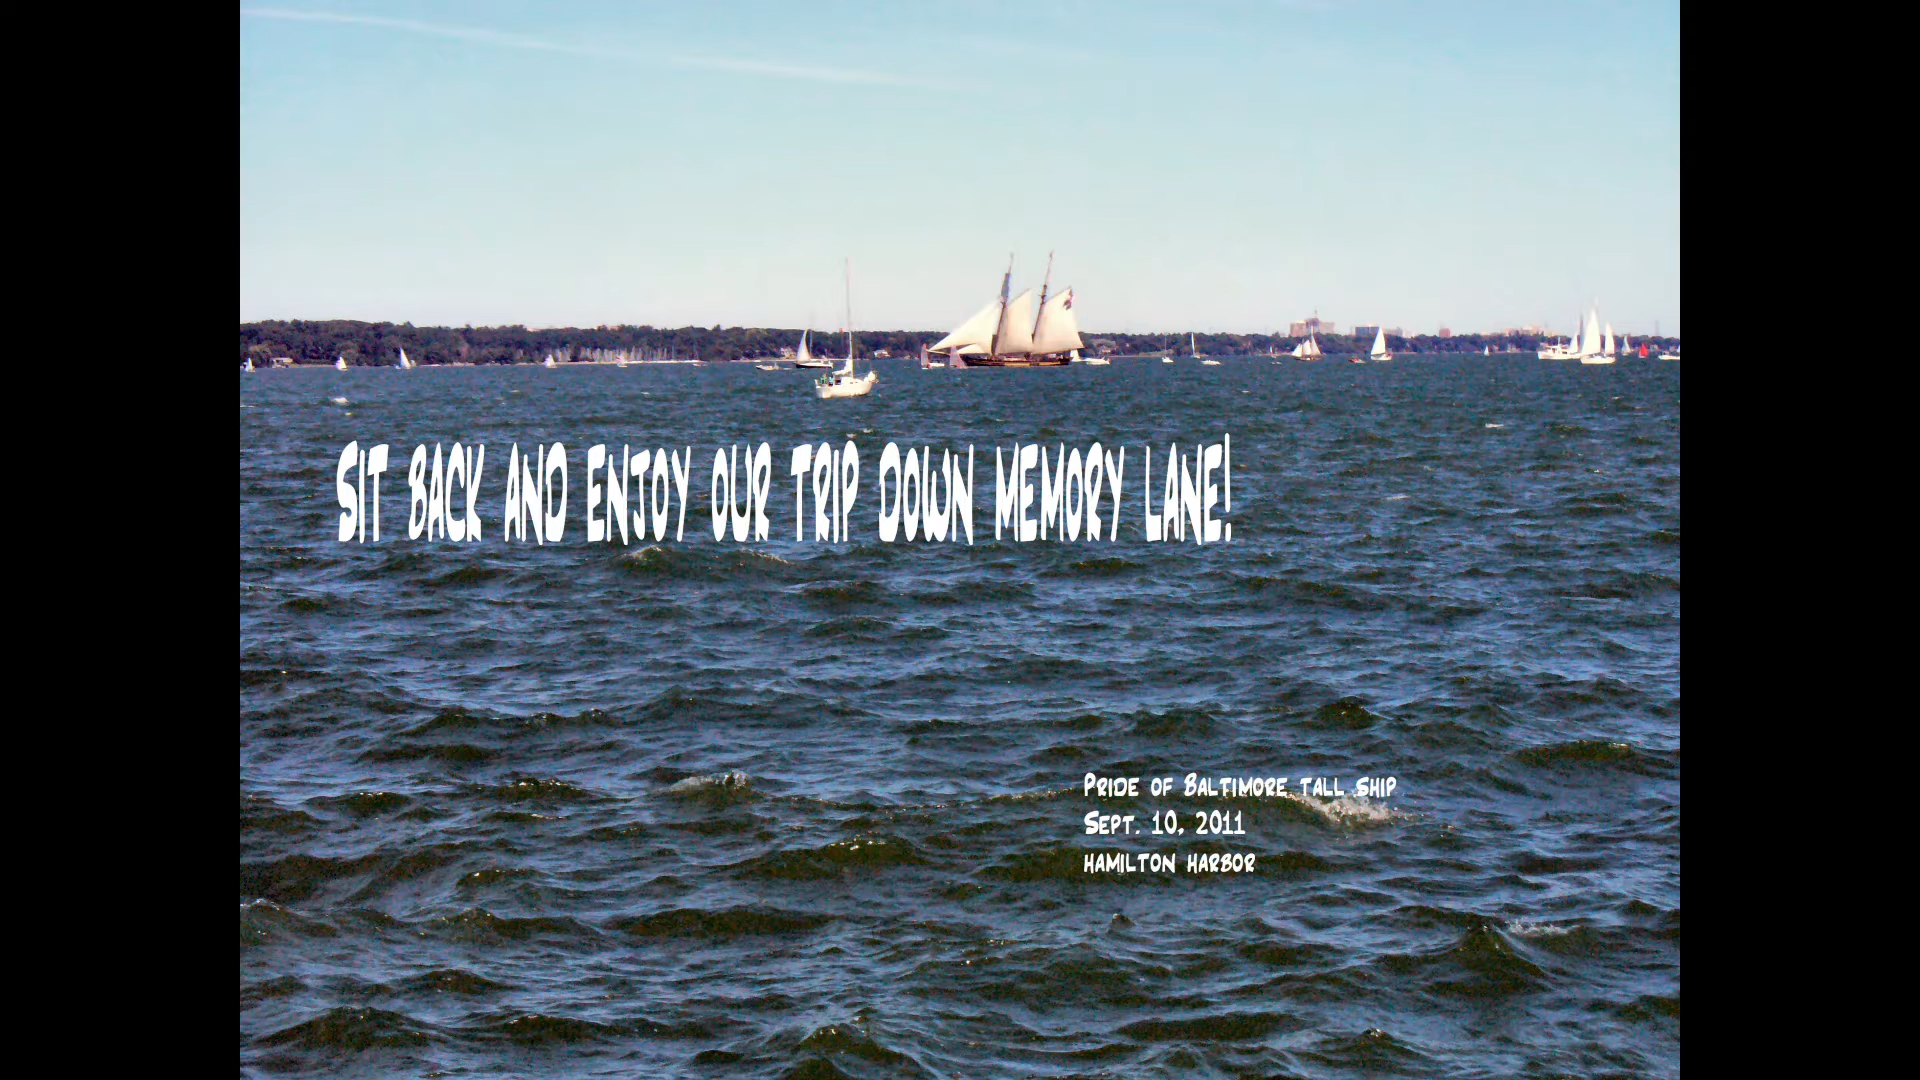 SIT BACK AND ENJOY OUR TRIP DOWN MEMORY LANE!
PRIDE OF BALTIMORE TALL SHIP
SEPT. 10, 2011
HAMILTON HARBOR